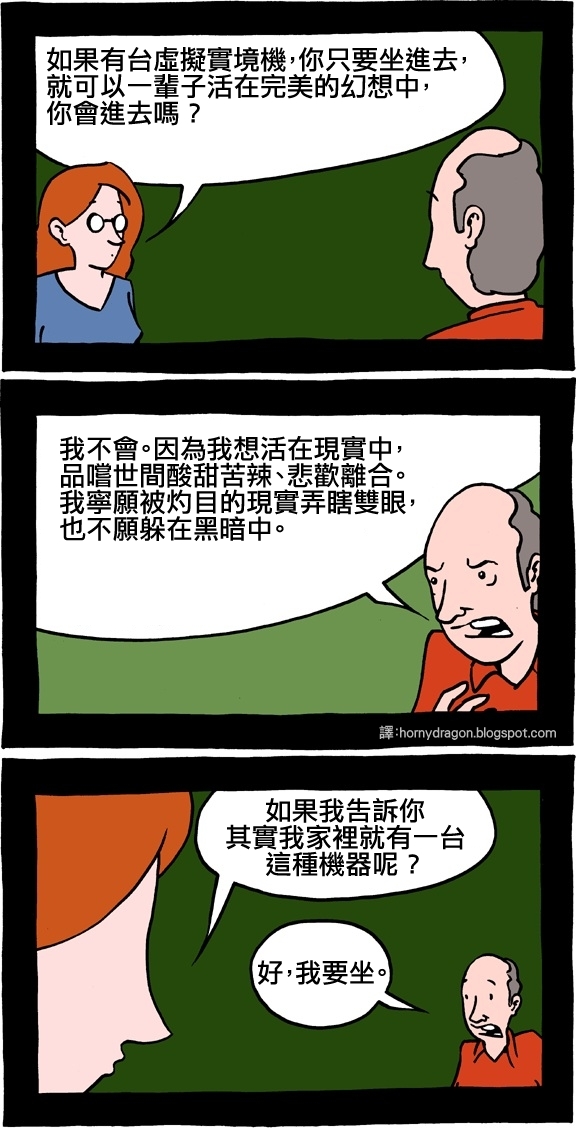 如果有台虛擬實境機，你只要坐進去，
就可以一輩子活在完美的幻想中，
你會進去嗎？
我不會。因為我想活在現實中，
品嚐世間酸甜苦辣、悲歡離合。
我寧願被灼目的現實弄瞎雙眼，
也不願躲在黑暗中。
譯：hornydragon.blogspot.com
如果我告訴你
其實我家裡就有一台
這種機器呢？
好，我要坐。